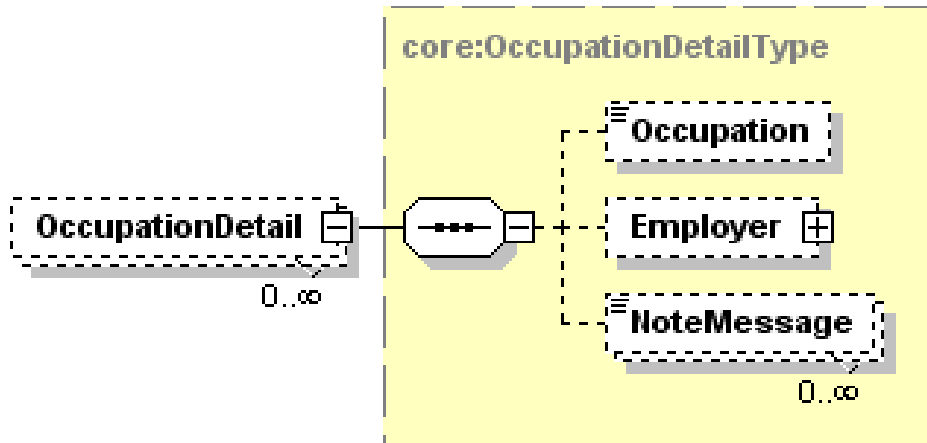 core:OccupationDetailType
Occupation
OccupationDetail
0..∞
Employer
NoteMessage
0..∞